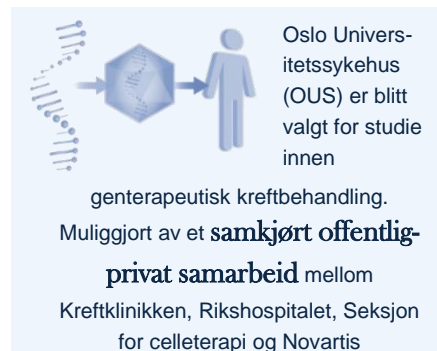 Oslo Univers-
itetssykehus
(OUS) er blitt
valgt for studie
innen
genterapeutisk kreftbehandling.
Muliggjort av et samkjørt offentlig-
privat samarbeid mellom
Kreftklinikken, Rikshospitalet, Seksjon
for celleterapi og Novartis